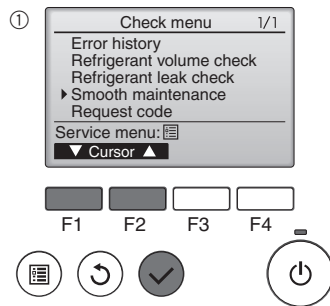 ①
Check menu 1/1
Error history
Refrigerant volume check
Refrigerant leak check
Smooth maintenance
Request code
Service menu:
▼ Cursor ▲
F1 F2 F3 F4